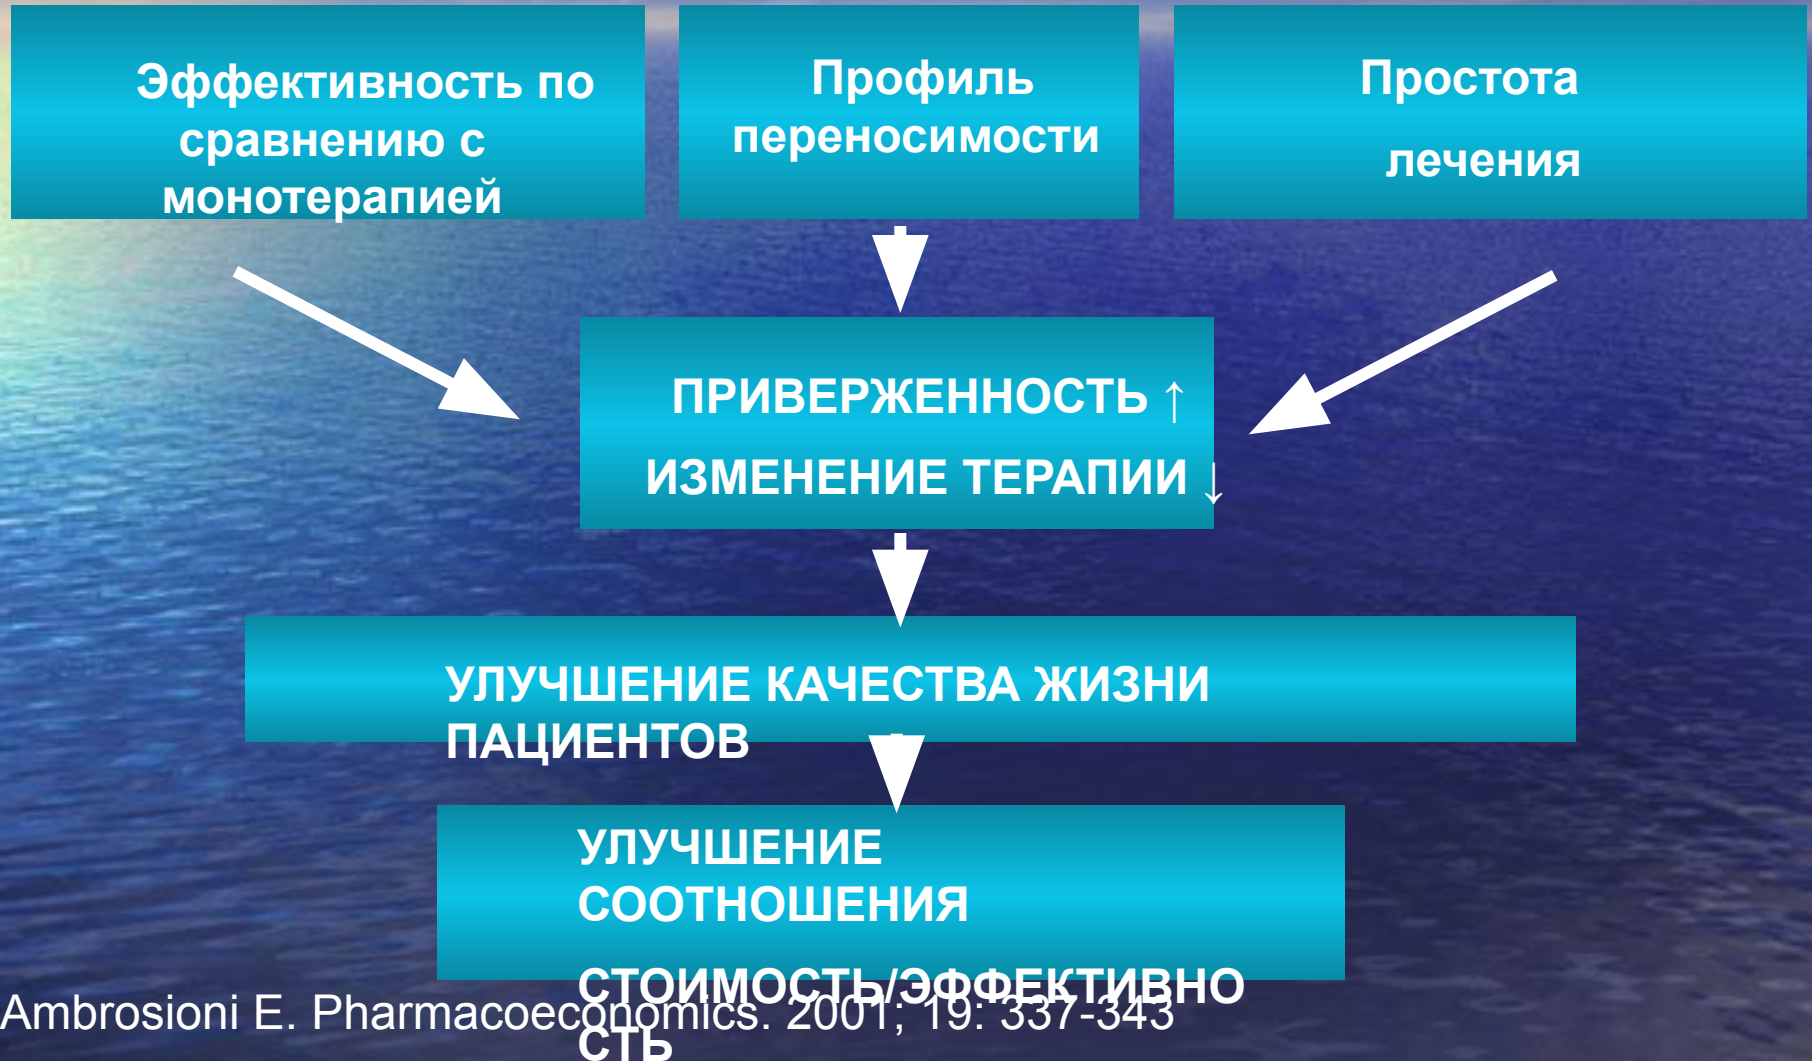 Эффективность по
сравнению с
монотерапией
Профиль
переносимости
Простота
лечения
ПРИВЕРЖЕННОСТЬ ↑
ИЗМЕНЕНИЕ ТЕРАПИИ ↓
УЛУЧШЕНИЕ КАЧЕСТВА ЖИЗНИ
ПАЦИЕНТОВ
УЛУЧШЕНИЕ
СООТНОШЕНИЯ
СТОИМОСТЬ/ЭФФЕКТИВНО
СТЬ
Ambrosioni E. Pharmacoeconomics. 2001; 19: 337-343